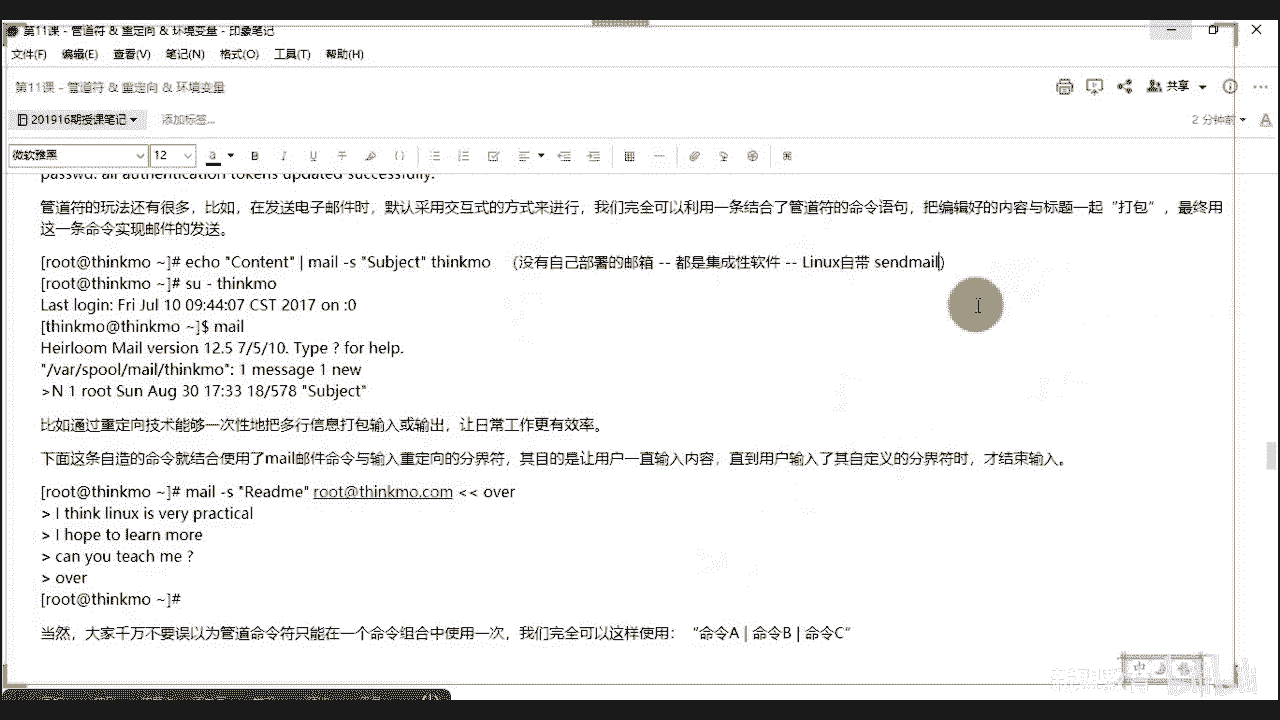 第11课 - 管道符 & 重定向 & 环境变量 - 印象笔记
文件(F) 编辑(E) 查看(V) 笔记(N) 格式(O) 工具(T) 帮助(H)
第11课 - 管道符 & 重定向 & 环境变量
共享
201916期授课笔记 添加标签...
2 分钟前
微软雅黑 12
passwd: all authentication tokens updated successfully.
管道符的玩法还有很多，比如，在发送电子邮件时，默认采用交互式的方式来进行，我们完全可以利用一条结合了管道符的命令语句，把编辑好的内容与标题一起“打包”，最终用
这一条命令实现邮件的发送。
[root@thinkmo ~]# echo "Content" | mail -s "Subject" thinkmo （没有自己部署的邮箱 -- 都是集成性软件 -- Linux自带 sendmail）
[root@thinkmo ~]# su - thinkmo
Last login: Fri Jul 10 09:44:07 CST 2017 on :0
[thinkmo@thinkmo ~]$ mail
Heirloom Mail version 12.5 7/5/10. Type ? for help.
"/var/spool/mail/thinkmo": 1 message 1 new
>N 1 root Sun Aug 30 17:33 18/578 "Subject"
比如通过重定向技术能够一次性地把多行信息打包输入或输出，让日常工作更有效率。
下面这条自造的命令就结合使用了mail邮件命令与输入重定向的分界符，其目的是让用户一直输入内容，直到用户输入了其自定义的分界符时，才结束输入。
[root@thinkmo ~]# mail -s "Readme" root@thinkmo.com << over
> I think linux is very practical
> I hope to learn more
> can you teach me ?
> over
[root@thinkmo ~]#
当然，大家千万不要误以为管道命令符只能在一个命令组合中使用一次，我们完全可以这样使用：“命令A | 命令B | 命令C”